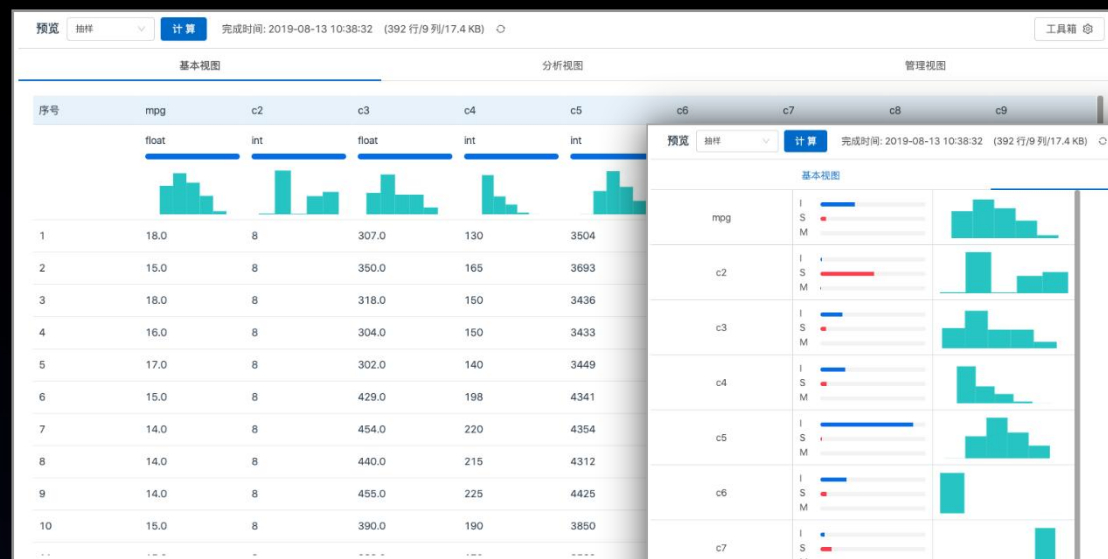 预览 抽样 计算 完成时间: 2019-08-13 10:38:32 (392 行/9 列/17.4 KB) 工具箱
基本视图 分析视图 管理视图
序号 mpg c2 c3 c4 c5 c6 c7 c8 c9
float int float int int
1 18.0 8 307.0 130 3504
2 15.0 8 350.0 165 3693
3 18.0 8 318.0 150 3436
4 16.0 8 304.0 150 3433
5 17.0 8 302.0 140 3449
6 15.0 8 429.0 198 4341
7 14.0 8 454.0 220 4354
8 14.0 8 440.0 215 4312
9 14.0 8 455.0 225 4425
10 15.0 8 390.0 190 3850
预览 抽样 计算 完成时间: 2019-08-13 10:38:32 (392 行/9 列/17.4 KB)
基本视图
mpg I
S
M
c2 I
S
M
c3 I
S
M
c4 I
S
M
c5 I
S
M
c6 I
S
M
c7 I
S